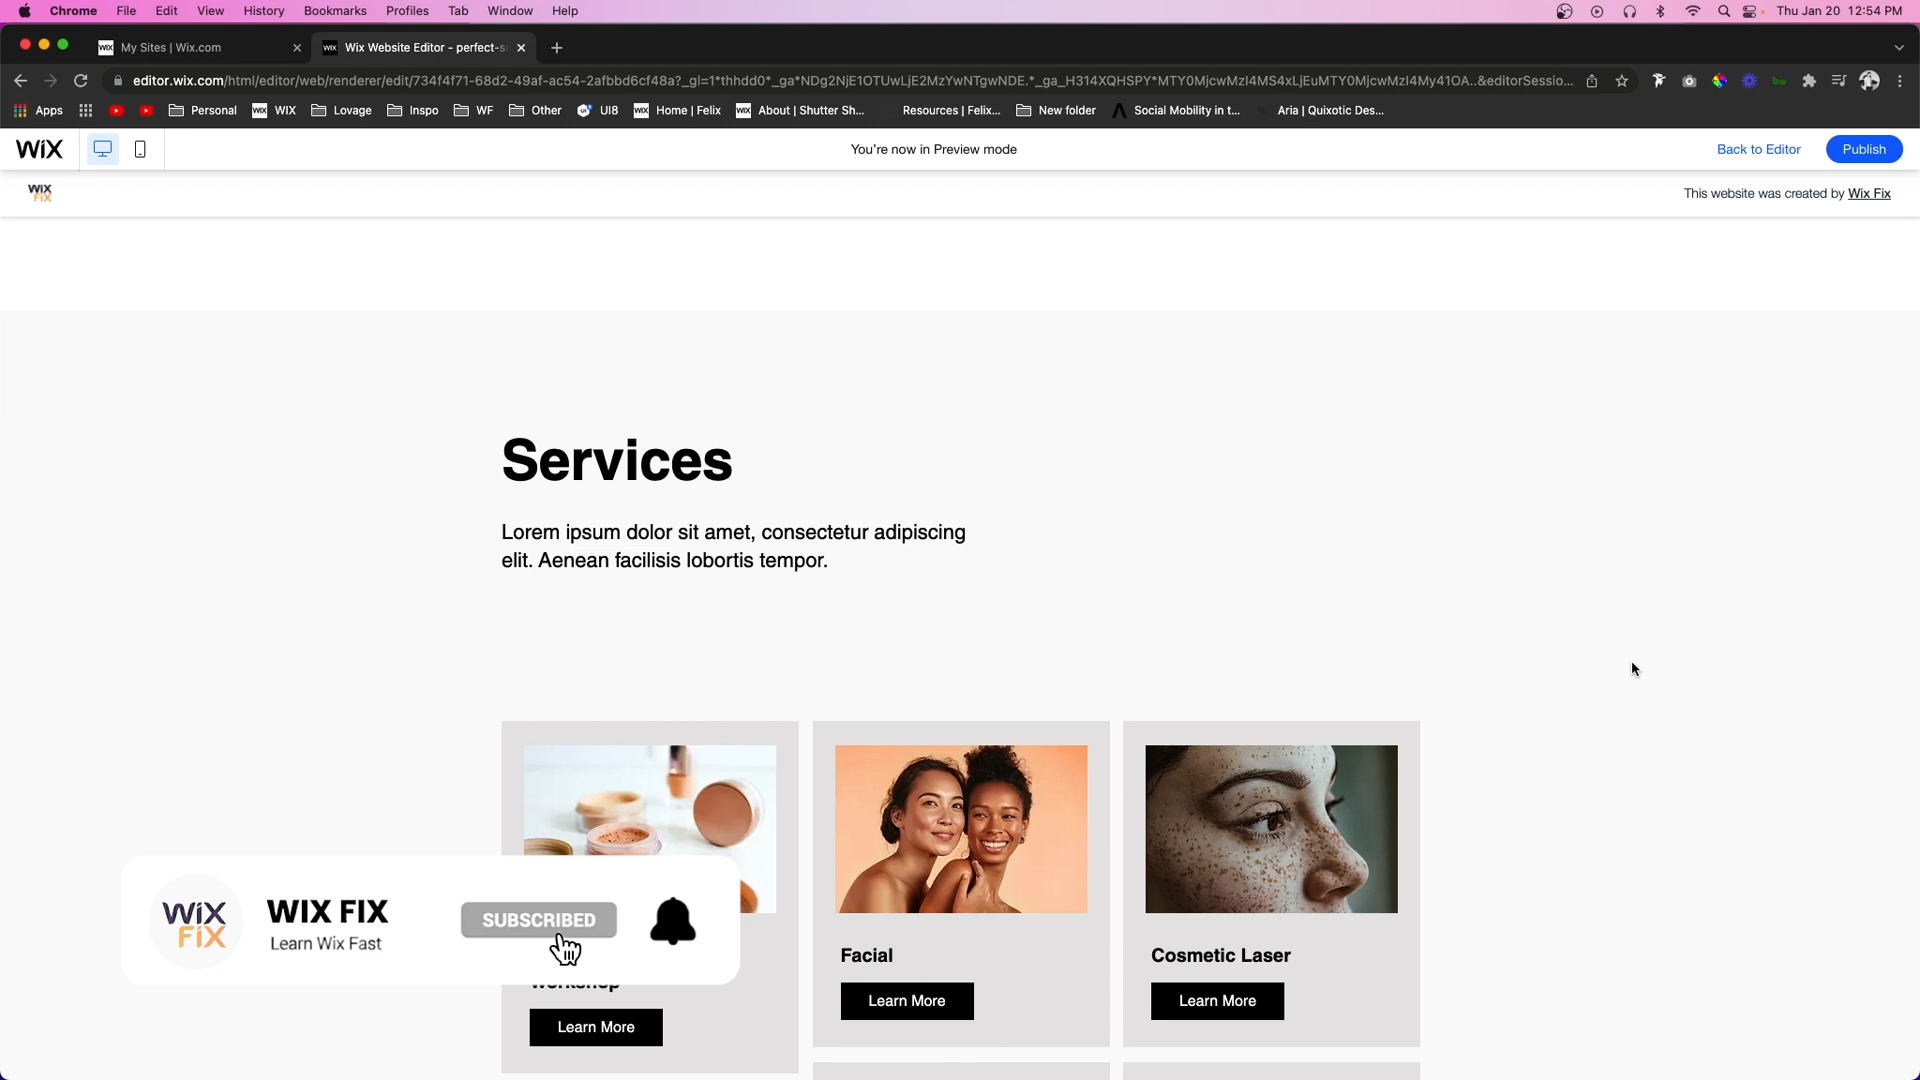 Chrome File Edit View History Bookmarks Profiles Tab Window Help Thu Jan 20 12:54 PM
WIX My Sites | Wix.com WIX Wix Website Editor - perfect-s
editor.wix.com/html/editor/web/renderer/edit/734f4f71-68d2-49af-ac54-2afbbd6cf48a?_gl=1*thhdd0*_ga*NDg2NjE1OTUwLjE2MzYwNTgwNDE.*_ga_H314XQHSPY*MTY0MjcwMzI4MS4xLjEuMTY0MjcwMzI4My41OA..&editorSessio...
Apps Personal WIX WIX Lovage Inspo WF Other UI8 WIX Home | Felix WIX About | Shutter Sh... Resources | Felix... New folder Social Mobility in t... Aria | Quixotic Des...
WIX You're now in Preview mode Back to Editor Publish
WIX
FIX
This website was created by Wix Fix
Services
Lorem ipsum dolor sit amet, consectetur adipiscing
elit. Aenean facilisis lobortis tempor.
WIX
FIX
WIX FIX
Learn Wix Fast
SUBSCRIBED
Workshop
Learn More
Facial
Learn More
Cosmetic Laser
Learn More